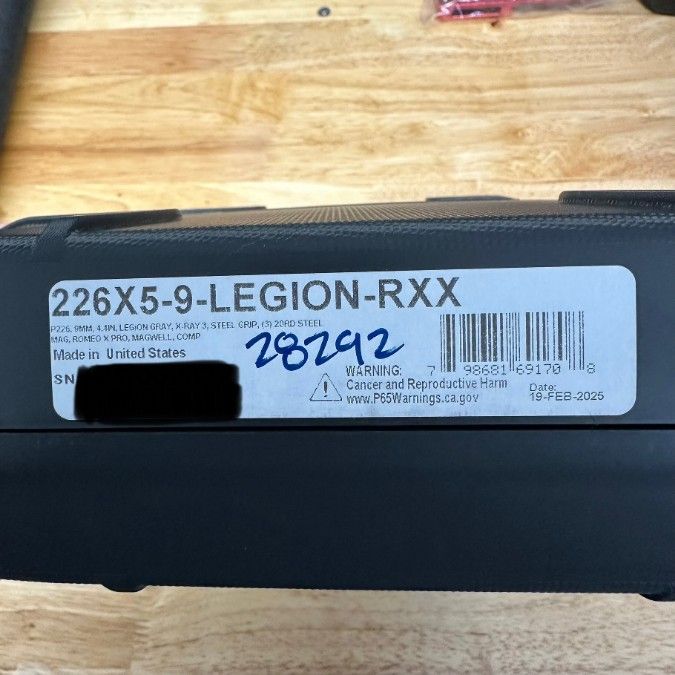 226X5-9-LEGION-RXX
P226, 9MM, 4.4IN, LEGION GRAY, X-RAY 3, STEEL GRIP, (3) 20RD STEEL
MAG, ROMEO X PRO, MAGWELL, COMP
Made in United States
28292
SN
WARNING:
Cancer and Reproductive Harm
www.P65Warnings.ca.gov
7 98681 69170 8
Date:
19-FEB-2025